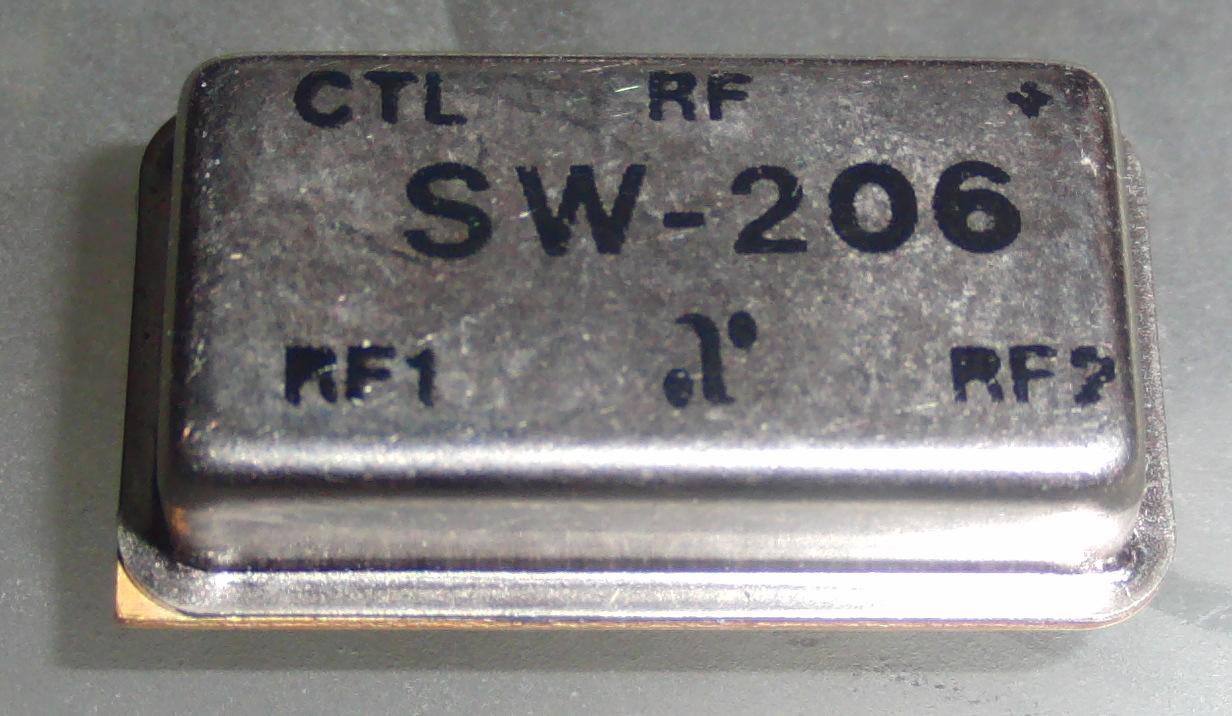 CTL RF +
SW-206
RF1 RF2